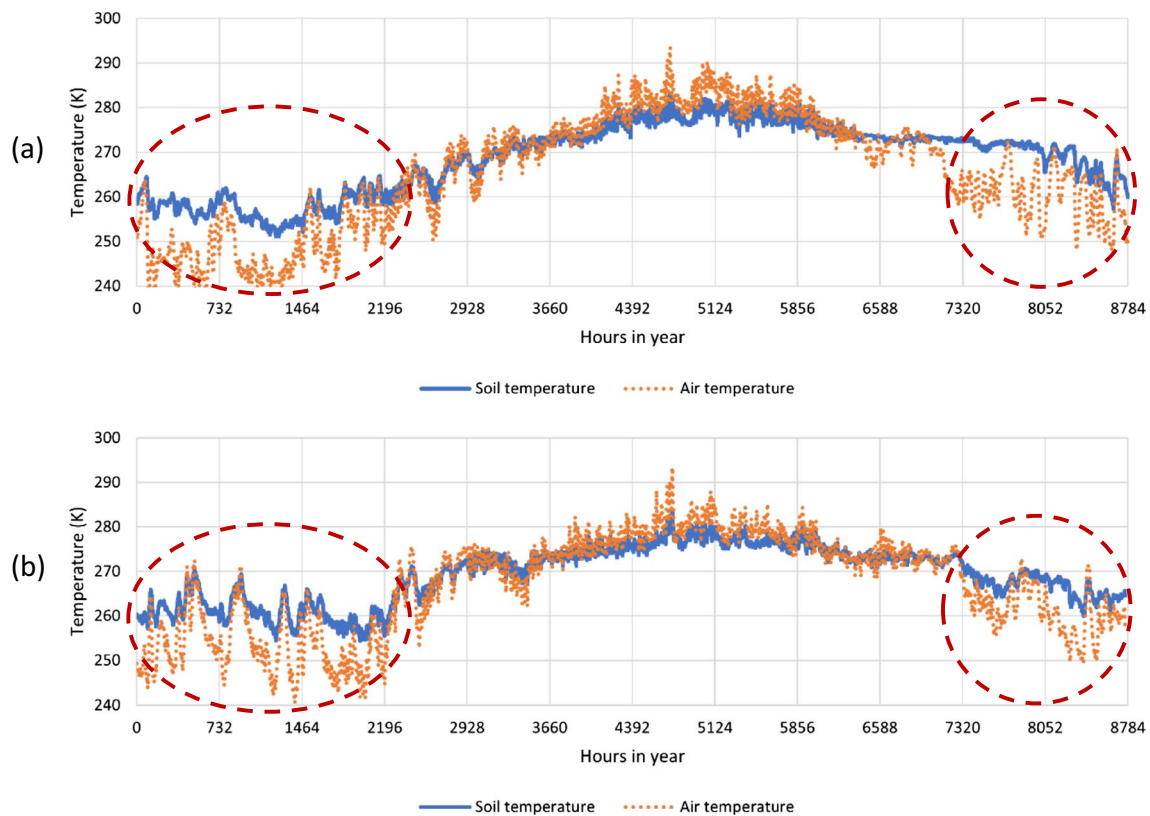 (a)
Temperature (K)
300
290
280
270
260
250
240
0 732 1464 2196 2928 3660 4392 5124 5856 6588 7320 8052 8784
Hours in year
Soil temperature Air temperature
(b)
Temperature (K)
300
290
280
270
260
250
240
0 732 1464 2196 2928 3660 4392 5124 5856 6588 7320 8052 8784
Hours in year
Soil temperature Air temperature